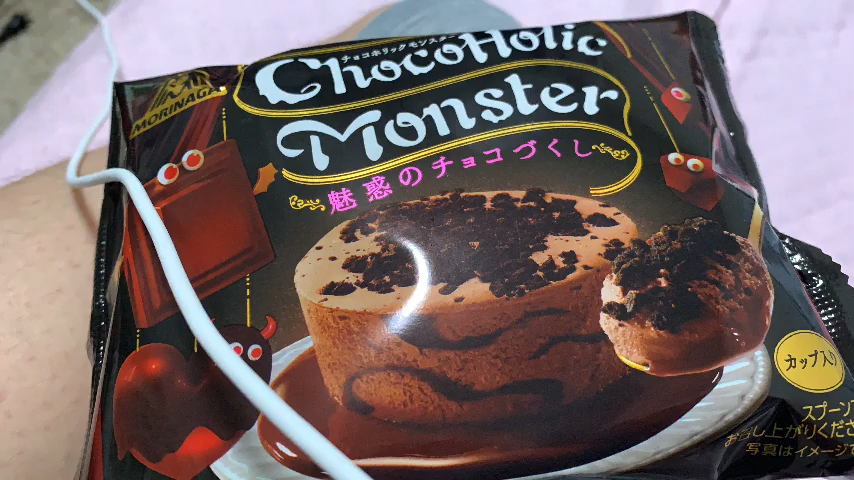 チョコホリックモンスター
ChocoHolic
MORINAGA
Monster
魅惑のチョコづくし
カップ入り
スプーンで
お召し上がりくださ
写真はイメージで